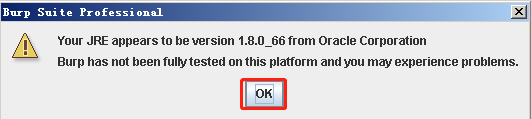 Burp Suite Professional
Your JRE appears to be version 1.8.0_66 from Oracle Corporation
Burp has not been fully tested on this platform and you may experience problems.
OK